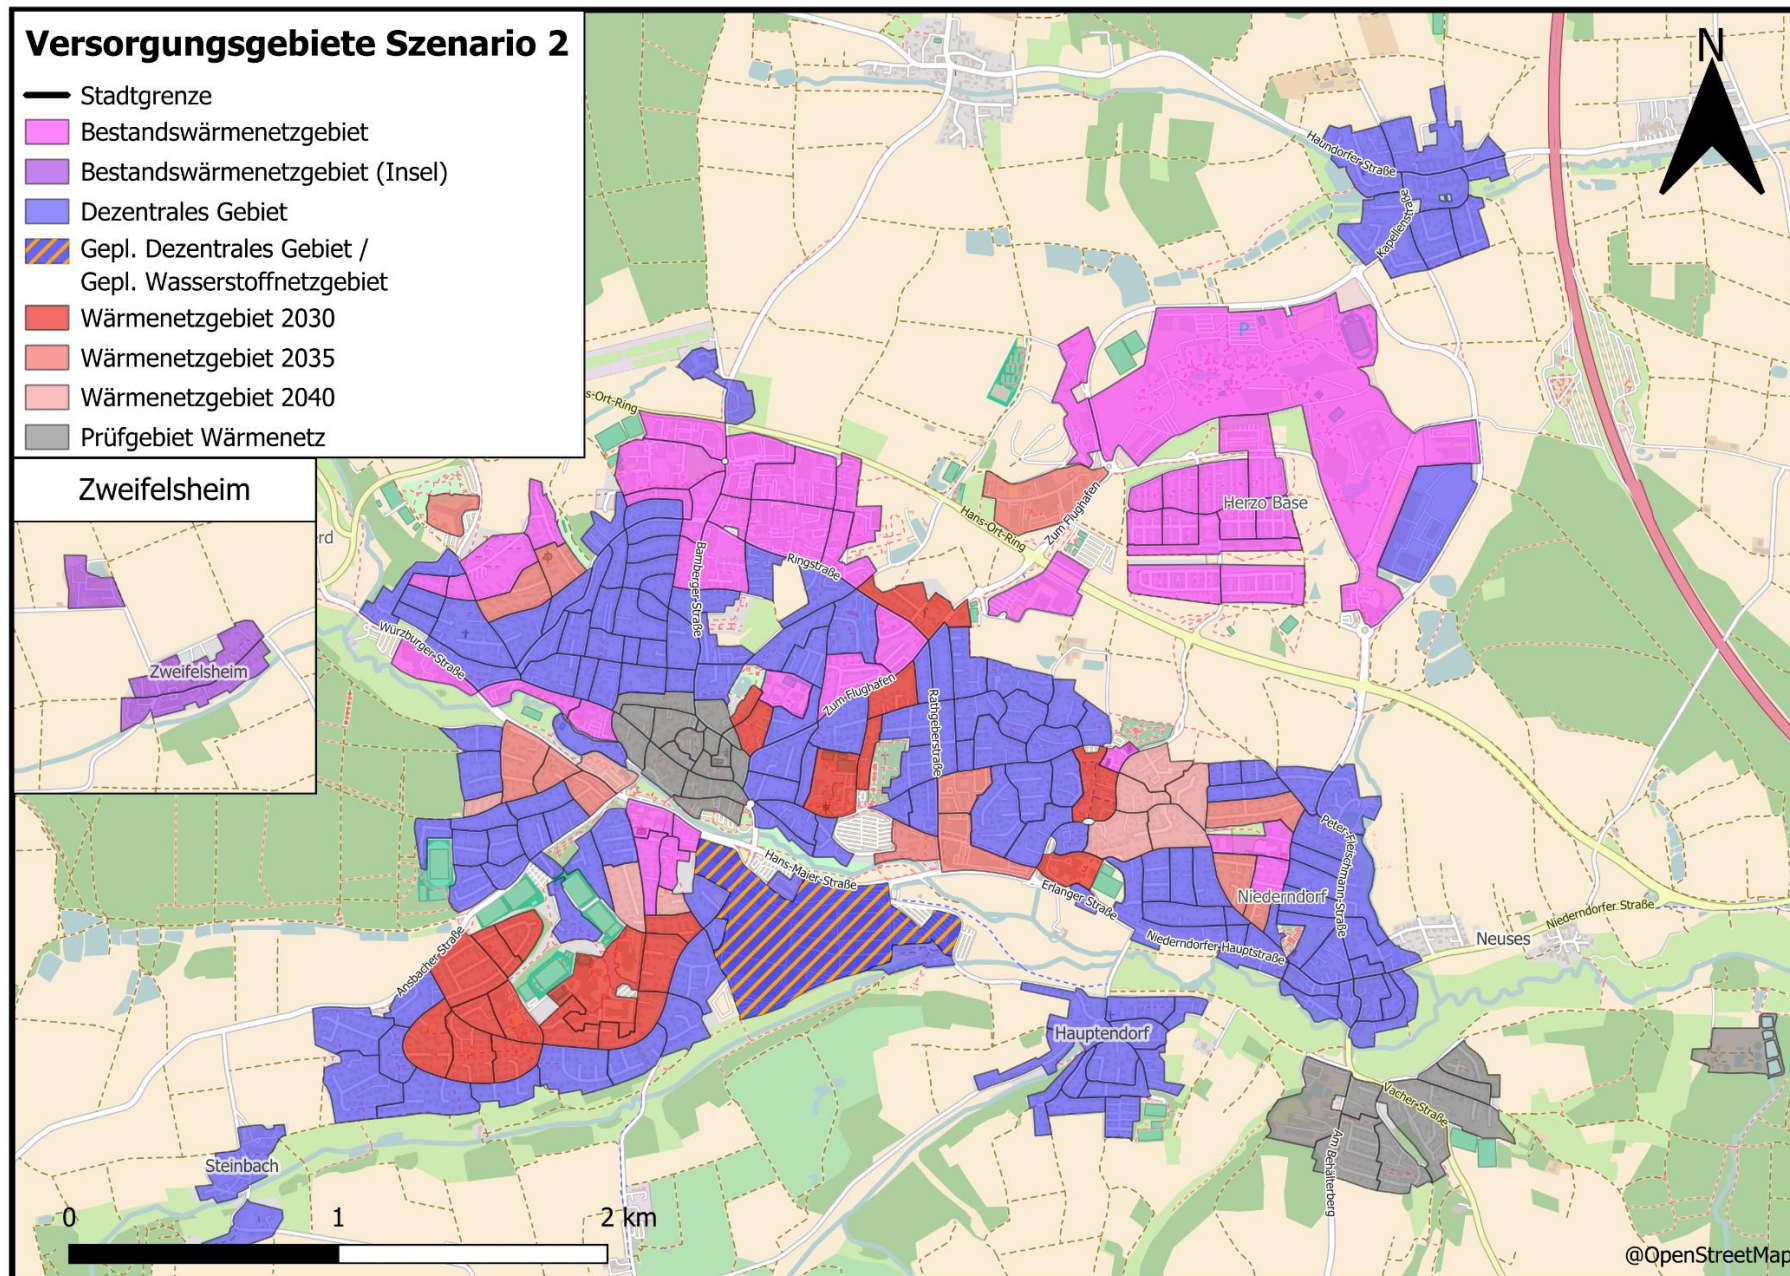 Versorgungsgebiete Szenario 2
Stadtgrenze
Bestandswärmenetzgebiet
Bestandswärmenetzgebiet (Insel)
Dezentrales Gebiet
Gepl. Dezentrales Gebiet /
Gepl. Wasserstoffnetzgebiet
Wärmenetzgebiet 2030
Wärmenetzgebiet 2035
Wärmenetzgebiet 2040
Prüfgebiet Wärmenetz
Zweifelsheim
Zweifelsheim
N
Haundorfer Straße
Kapellenstraße
P
s-Ort-Ring
Hans-Ort-Ring
Zum Flughafen
Herzo Base
erd
Bamberger Straße
Ringstraße
Würzburger Straße
Zum Flughafen
Rathgeberstraße
Hans-Maier-Straße
Erlanger Straße
Peter-Fleischmann-Straße
Niederndorf
Niederndorfer Hauptstraße
Niederndorfer Straße
Neuses
Ansbacher Straße
Hauptendorf
Vacher Straße
Am Behälterberg
Steinbach
0 1 2 km
@OpenStreetMap